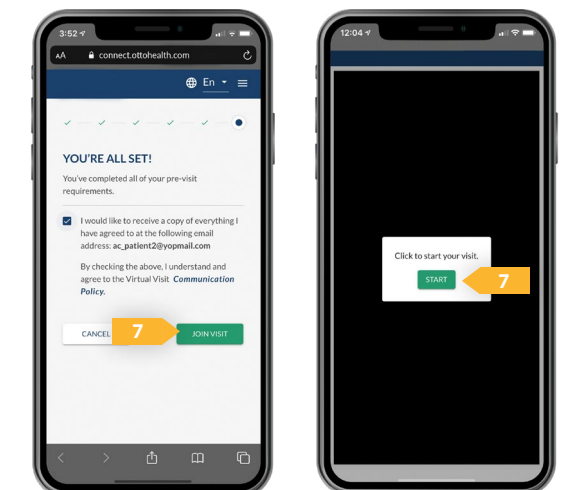 3:52
AA connect.ottohealth.com
En
YOU'RE ALL SET!
You've completed all of your pre-visit
requirements.
I would like to receive a copy of everything I
have agreed to at the following email
address: ac_patient2@yopmail.com
By checking the above, I understand and
agree to the Virtual Visit Communication
Policy.
CANCEL 7 JOIN VISIT
12:04
Click to start your visit.
START 7